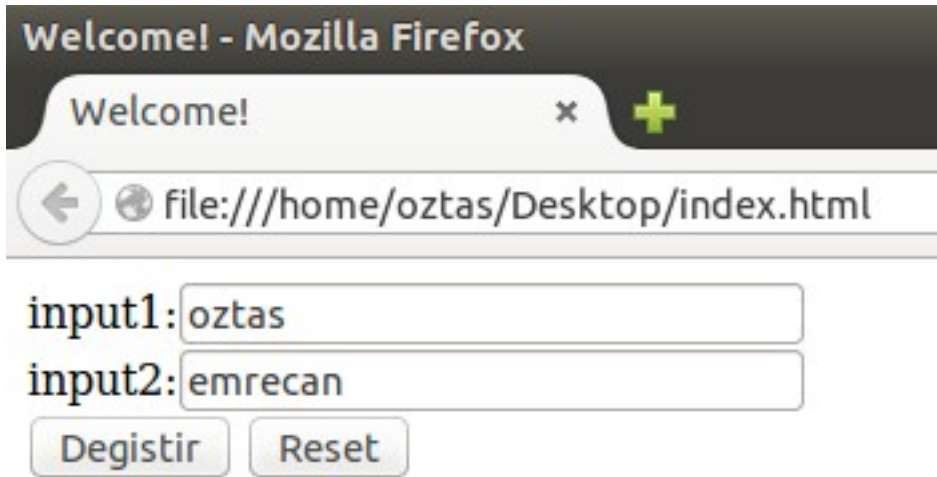 Welcome! - Mozilla Firefox
Welcome!
file:///home/oztas/Desktop/index.html
input1: oztas
input2: emrecan
Degistir Reset